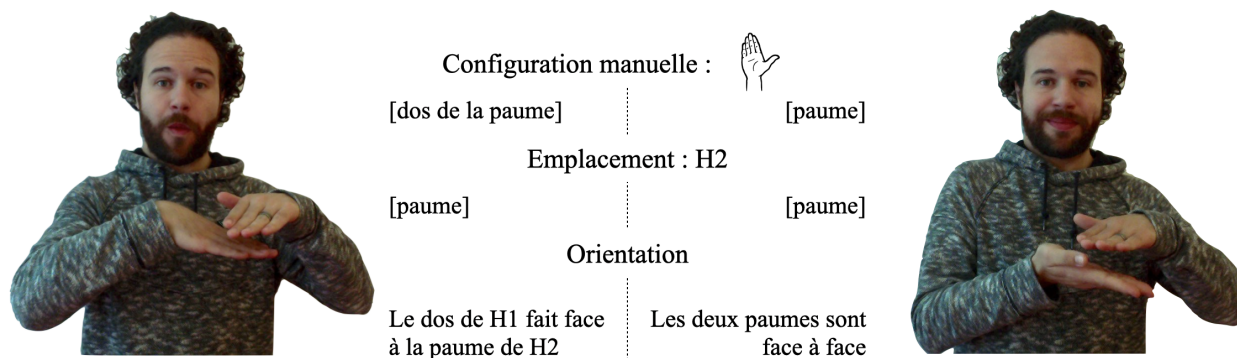 Configuration manuelle :
[dos de la paume] [paume]
Emplacement : H2
[paume] [paume]
Orientation
Le dos de H1 fait face Les deux paumes sont
à la paume de H2 face à face